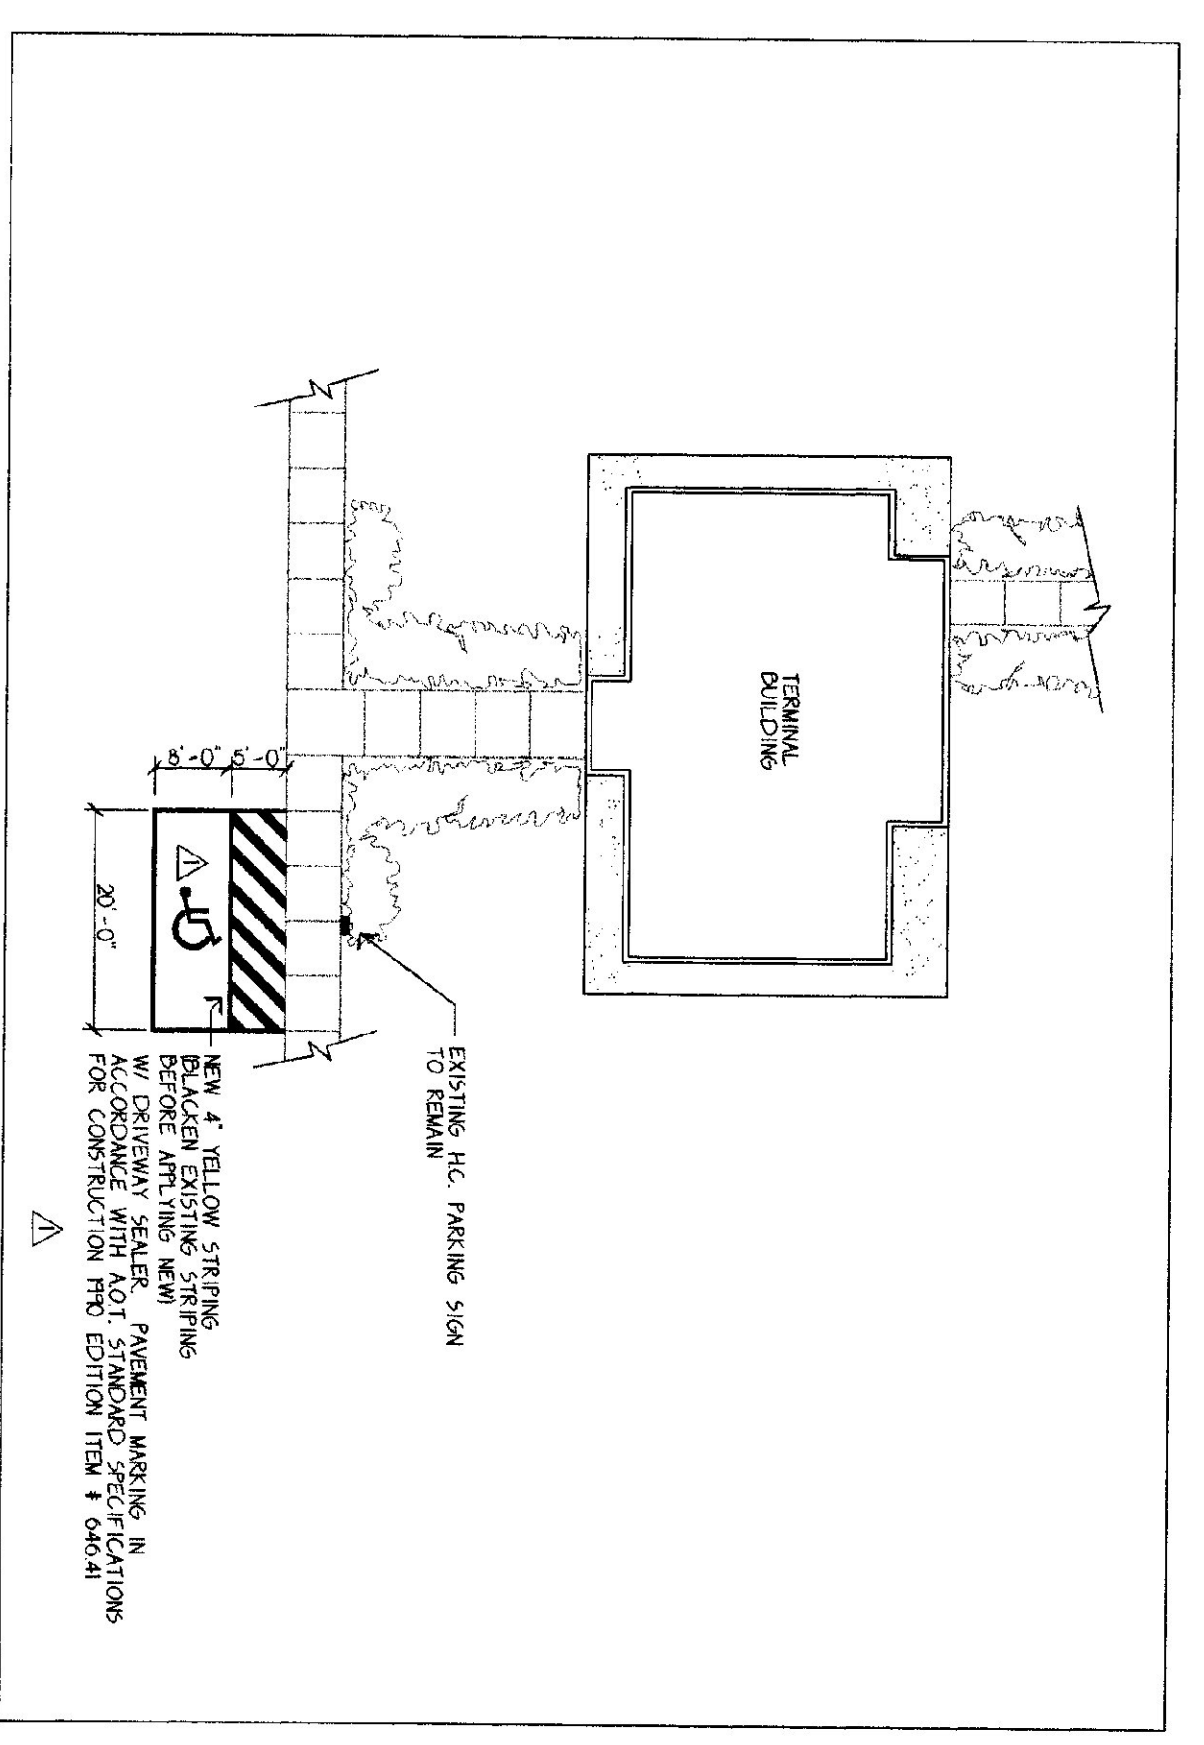 TERMINAL
BUILDING
EXISTING H.C. PARKING SIGN
TO REMAIN
8'-0"
5'-0"
1
20'-0"
NEW 4" YELLOW STRIPING
(BLACKEN EXISTING STRIPING
BEFORE APPLYING NEW)
W/ DRIVEWAY SEALER. PAVEMENT MARKING IN
ACCORDANCE WITH A.O.T. STANDARD SPECIFICATIONS
FOR CONSTRUCTION 1990 EDITION ITEM # 646.41
1